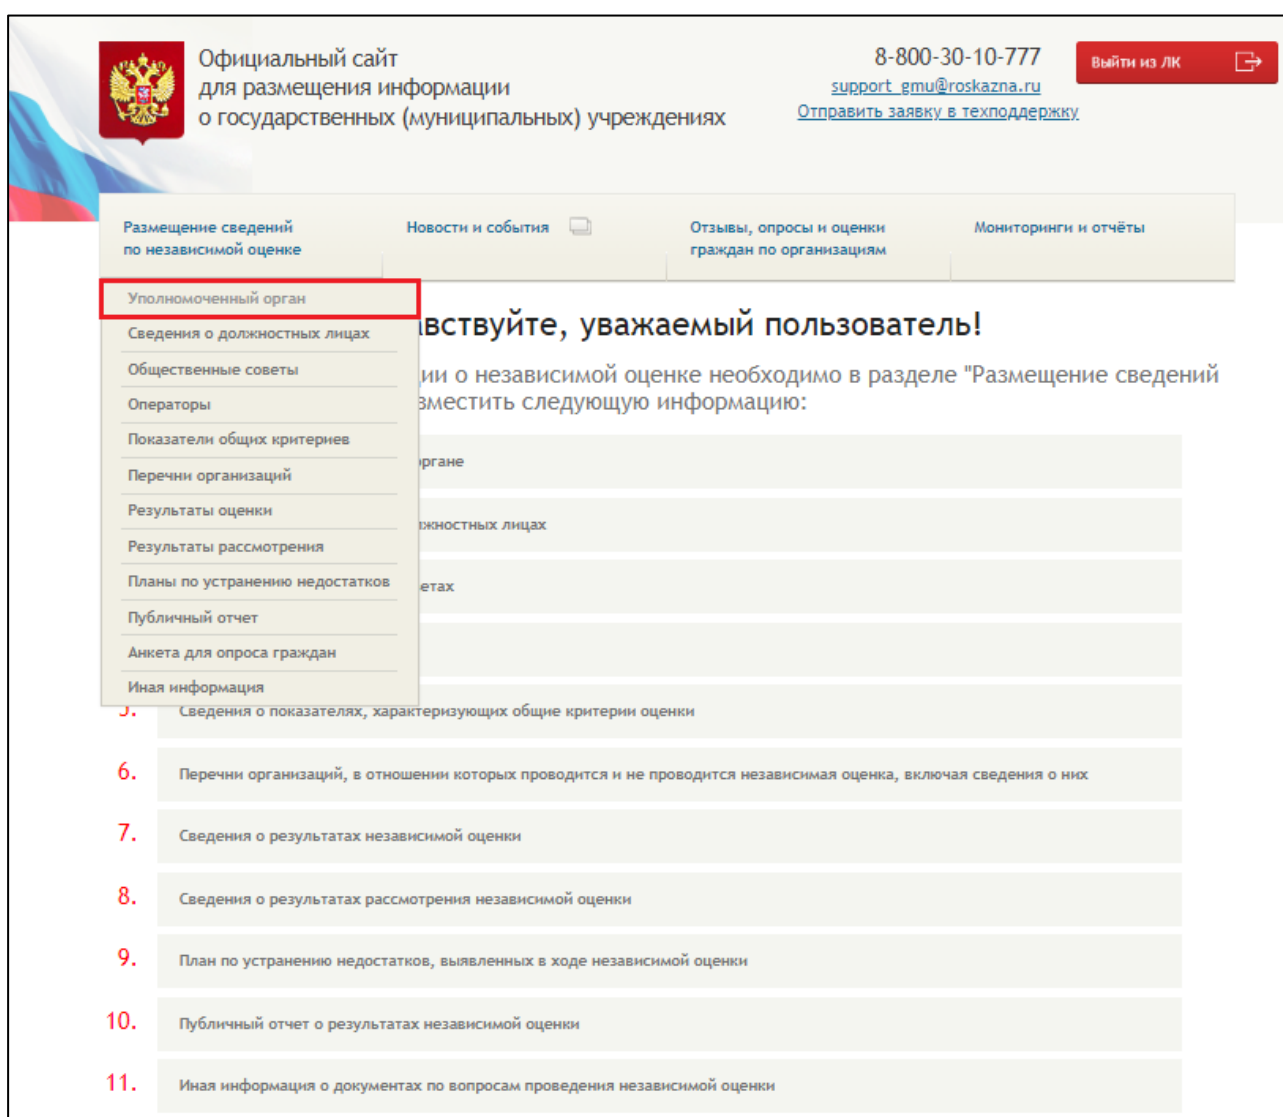 Официальный сайт
для размещения информации
о государственных (муниципальных) учреждениях
8-800-30-10-777
support_gmu@roskazna.ru
Отправить заявку в техподдержку
Выйти из ЛК
Размещение сведений
по независимой оценке
Новости и события
Отзывы, опросы и оценки
граждан по организациям
Мониторинги и отчёты
Уполномоченный орган
Сведения о должностных лицах
Общественные советы
Операторы
Показатели общих критериев
Перечни организаций
Результаты оценки
Результаты рассмотрения
Планы по устранению недостатков
Публичный отчет
Анкета для опроса граждан
Иная информация
вствуйте, уважаемый пользователь!
ии о независимой оценке необходимо в разделе "Размещение сведений
зместить следующую информацию:
органе
лжностных лицах
етах
5. Сведения о показателях, характеризующих общие критерии оценки
6. Перечни организаций, в отношении которых проводится и не проводится независимая оценка, включая сведения о них
7. Сведения о результатах независимой оценки
8. Сведения о результатах рассмотрения независимой оценки
9. План по устранению недостатков, выявленных в ходе независимой оценки
10. Публичный отчет о результатах независимой оценки
11. Иная информация о документах по вопросам проведения независимой оценки